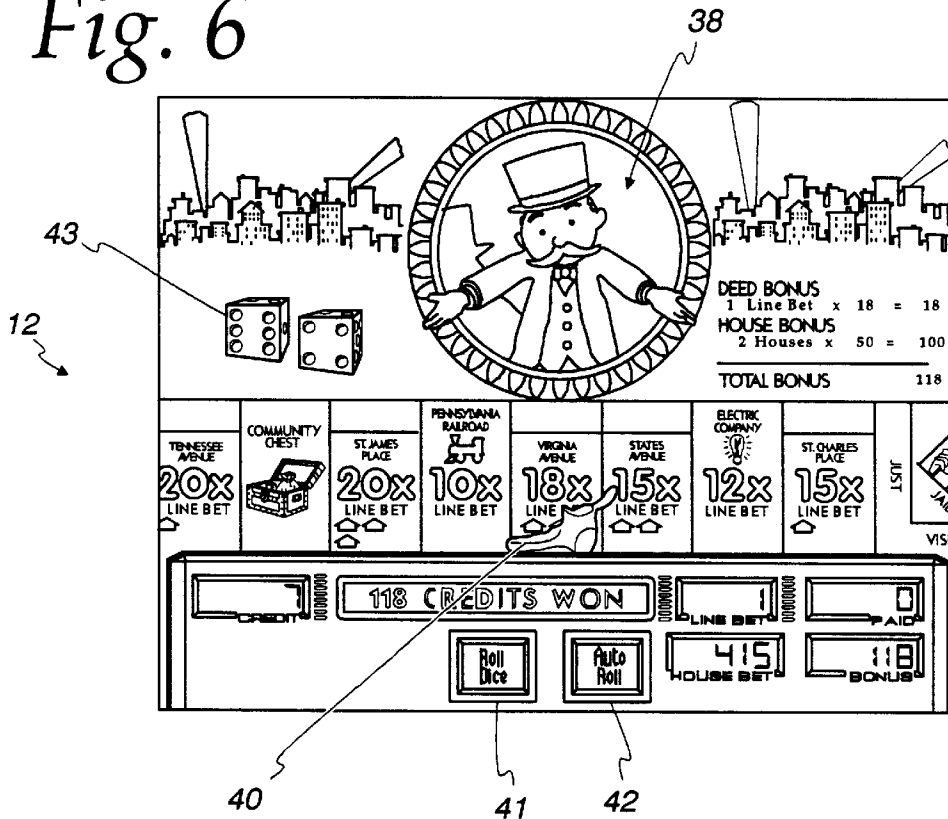 Fig. 6
38
43
12
DEED BONUS
1 Line Bet x 18 = 18
HOUSE BONUS
2 Houses x 50 = 100
TOTAL BONUS 118
TENNESSEE AVENUE
20X
LINE BET
COMMUNITY CHEST
ST. JAMES PLACE
20X
LINE BET
PENNSYLVANIA RAILROAD
10X
LINE BET
VIRGINIA AVENUE
18X
LINE BET
STATES AVENUE
15X
LINE BET
ELECTRIC COMPANY
12X
LINE BET
ST. CHARLES PLACE
15X
LINE BET
JUST
JAIL
VIS
7
CREDIT
118 CREDITS WON
1
LINE BET
0
PAID
Roll Dice
Auto Roll
415
HOUSE BET
118
BONUS
40
41
42